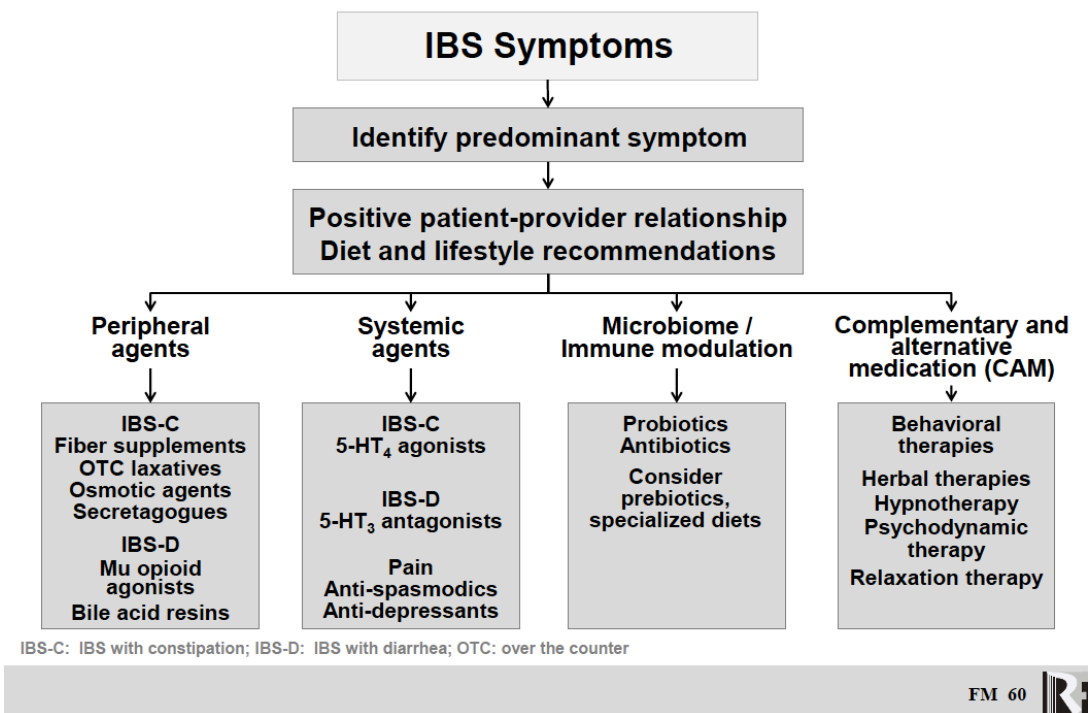 IBS Symptoms
Identify predominant symptom
Positive patient-provider relationship
Diet and lifestyle recommendations
Peripheral
agents
IBS-C
Fiber supplements
OTC laxatives
Osmotic agents
Secretagogues
IBS-D
Mu opioid
agonists
Bile acid resins
Systemic
agents
IBS-C
5-HT₄ agonists
IBS-D
5-HT₃ antagonists
Pain
Anti-spasmodics
Anti-depressants
Microbiome /
Immune modulation
Probiotics
Antibiotics
Consider
prebiotics,
specialized diets
Complementary and
alternative
medication (CAM)
Behavioral
therapies
Herbal therapies
Hypnotherapy
Psychodynamic
therapy
Relaxation therapy
IBS-C: IBS with constipation; IBS-D: IBS with diarrhea; OTC: over the counter
FM 60